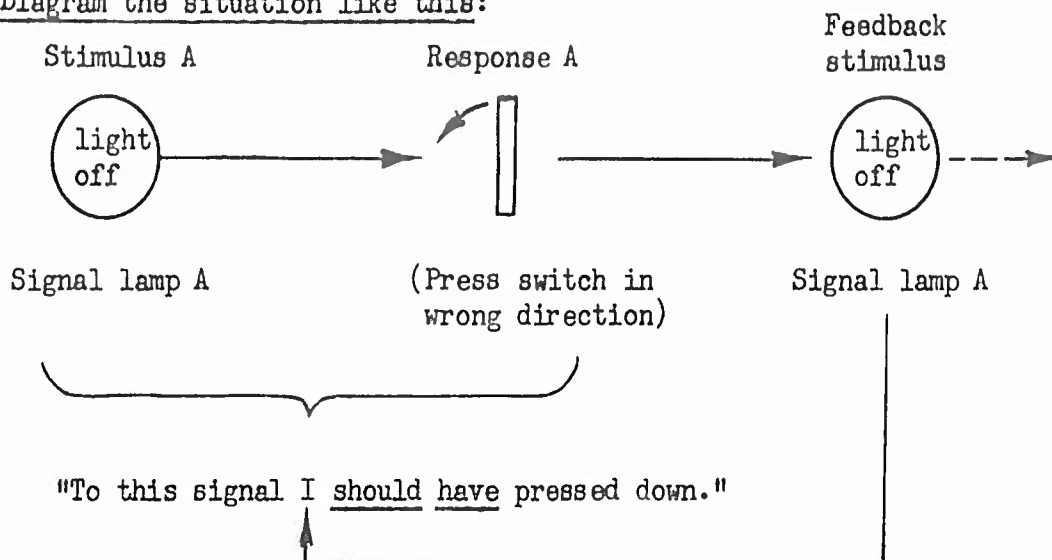 Diagram the situation like this:
Stimulus A Response A Feedback
stimulus
light
off
light
off
Signal lamp A (Press switch in
wrong direction) Signal lamp A
"To this signal I should have pressed down."